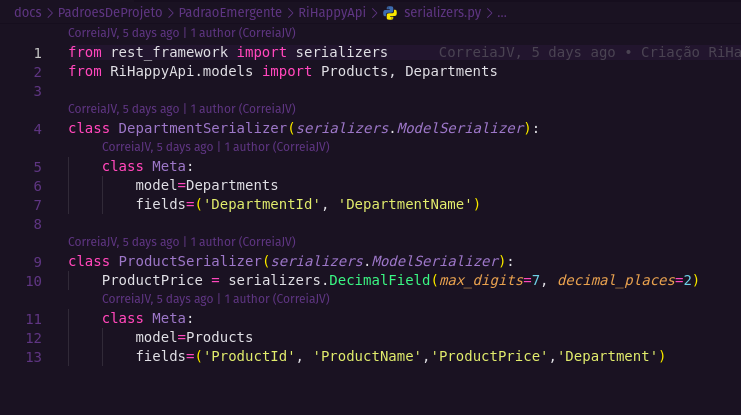 docs > PadroesDeProjeto > PadraoEmergente > RiHappyApi > serializers.py > ...
CorreiaJV, 5 days ago | 1 author (CorreiaJV)
1 from rest_framework import serializers CorreiaJV, 5 days ago • Criação RiHa
2 from RiHappyApi.models import Products, Departments
3
CorreiaJV, 5 days ago | 1 author (CorreiaJV)
4 class DepartmentSerializer(serializers.ModelSerializer):
CorreiaJV, 5 days ago | 1 author (CorreiaJV)
5 class Meta:
6 model=Departments
7 fields=('DepartmentId', 'DepartmentName')
8
CorreiaJV, 5 days ago | 1 author (CorreiaJV)
9 class ProductSerializer(serializers.ModelSerializer):
10 ProductPrice = serializers.DecimalField(max_digits=7, decimal_places=2)
CorreiaJV, 5 days ago | 1 author (CorreiaJV)
11 class Meta:
12 model=Products
13 fields=('ProductId', 'ProductName','ProductPrice','Department')